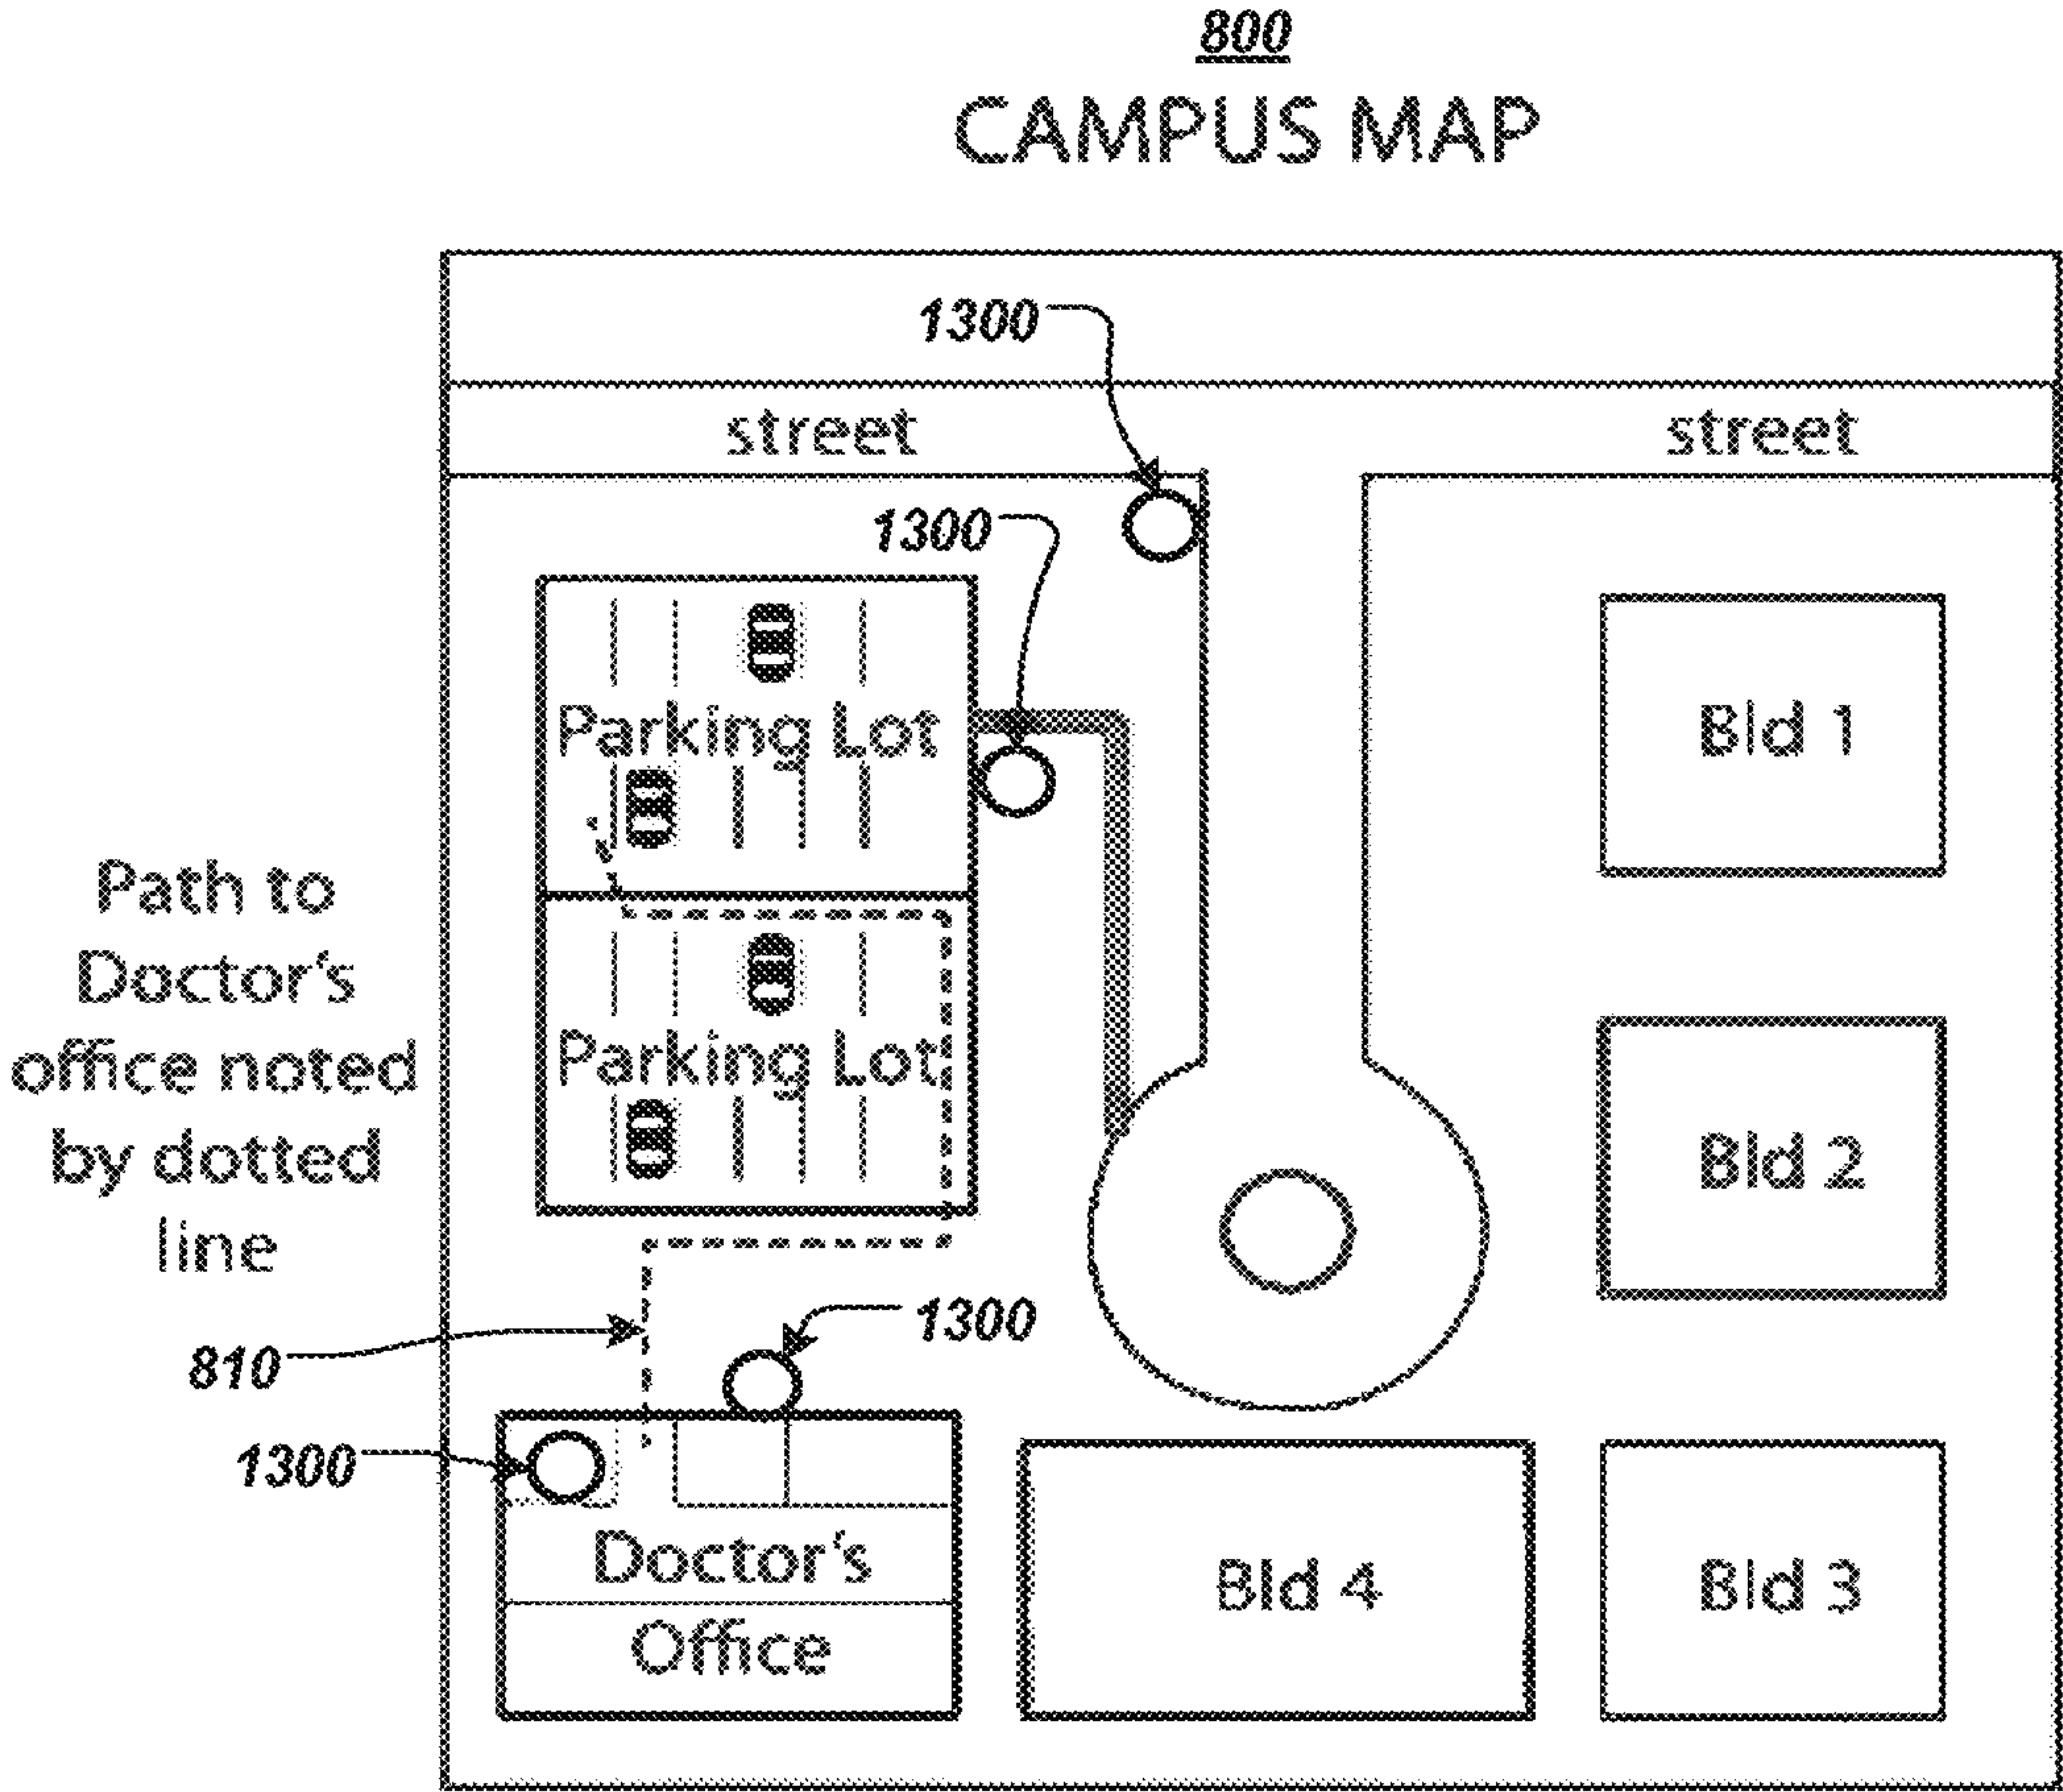 800
CAMPUS MAP
1300
street
street
1300
Parking Lot
Bld 1
Path to
Doctor's
office noted
by dotted
line
Parking Lot
Bld 2
1300
810
1300
Doctor's
Office
Bld 4
Bld 3